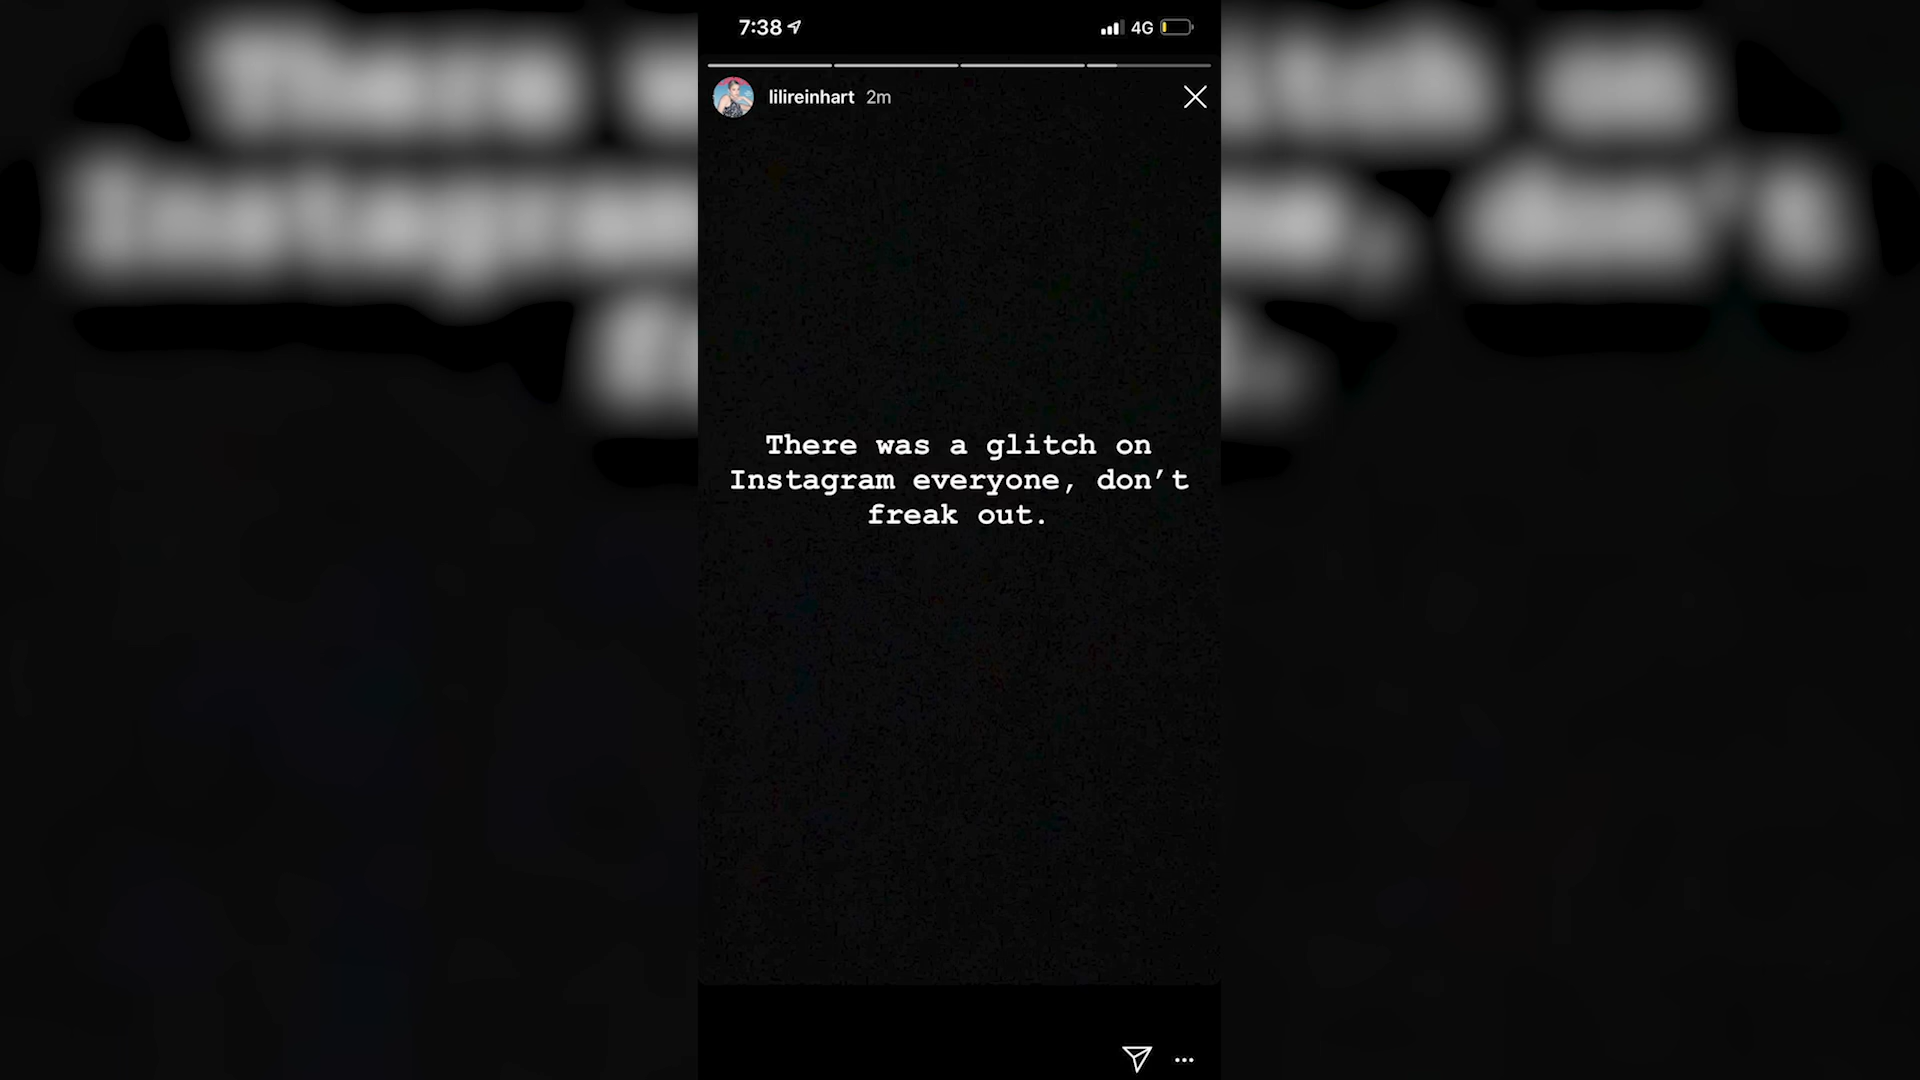 7:38 4G
lilireinhart 2m
There was a glitch on
Instagram everyone, don’t
freak out.